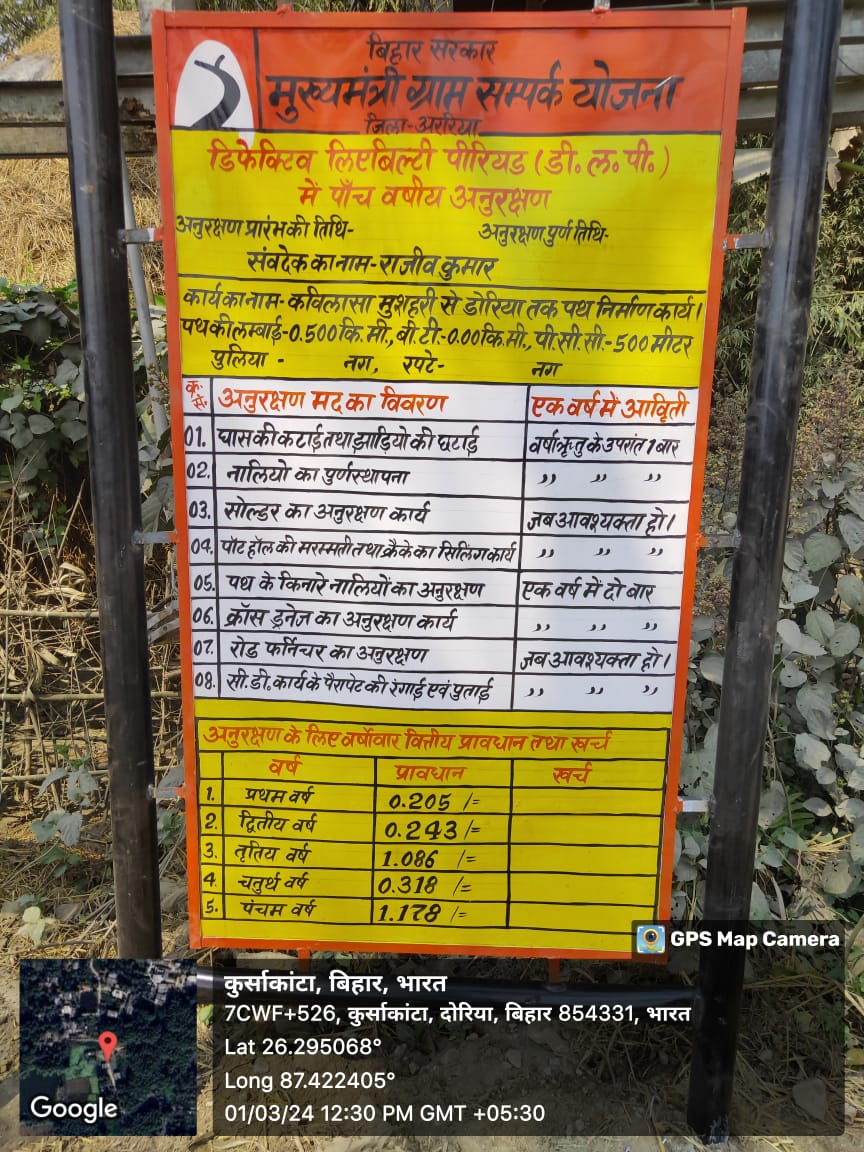 बिहार सरकार
मुख्यमंत्री ग्राम सम्पर्क योजना
जिला-अररिया
डिफेक्टिव लिएबिल्टी पीरियड (डी॰ल॰पी॰)
में पाँच वर्षीय अनुरक्षण
अनुरक्षण प्रारंभ की तिथि- अनुरक्षण पुर्ण तिथि-
संवदेक का नाम-राजीव कुमार
कार्य का नाम-कविलासा मुशहरी से डोरिया तक पथ निर्माण कार्य।
पथ की लम्बाई-0.500 कि.मी., बी.टी.-0.00 कि.मी., पी.सी.सी.-500 मीटर
पुलिया - नग, रपटे- नग
क्र. सं. अनुरक्षण मद का विवरण एक वर्ष में आविृती
01. घास की कटाई तथा झाड़ियो की छटाई वर्षाऋृतु के उपरांत 1 बार
02. नालियो का पुर्णस्थापना ,, ,, ,,
03. सोल्डर का अनुरक्षण कार्य जब आवश्यक्ता हो।
04. पॉट हॉल की मरम्मती तथा क्रैक का सिलिंग कार्य ,, ,, ,,
05. पथ के किनारे नालियों का अनुरक्षण एक वर्ष में दो बार
06. क्रॉस ड्रनेज का अनुरक्षण कार्य ,, ,, ,,
07. रोड फर्निचर का अनुरक्षण जब आवश्यक्ता हो।
08. सी.डी. कार्य के पैरापेट की रंगाई एवं पुताई ,, ,, ,,
अनुरक्षण के लिए वर्षोवार वित्तीय प्रावधान तथा खर्च
वर्ष प्रावधान खर्च
1. प्रथम वर्ष 0.205 /=
2. द्वितीय वर्ष 0.243 /=
3. तृतिय वर्ष 1.086 /=
4. चतुर्थ वर्ष 0.318 /=
5. पंचम वर्ष 1.178 /=
GPS Map Camera
कुर्साकांटा, बिहार, भारत
7CWF+526, कुर्साकांटा, दोरिया, बिहार 854331, भारत
Lat 26.295068°
Long 87.422405°
01/03/24 12:30 PM GMT +05:30
Google